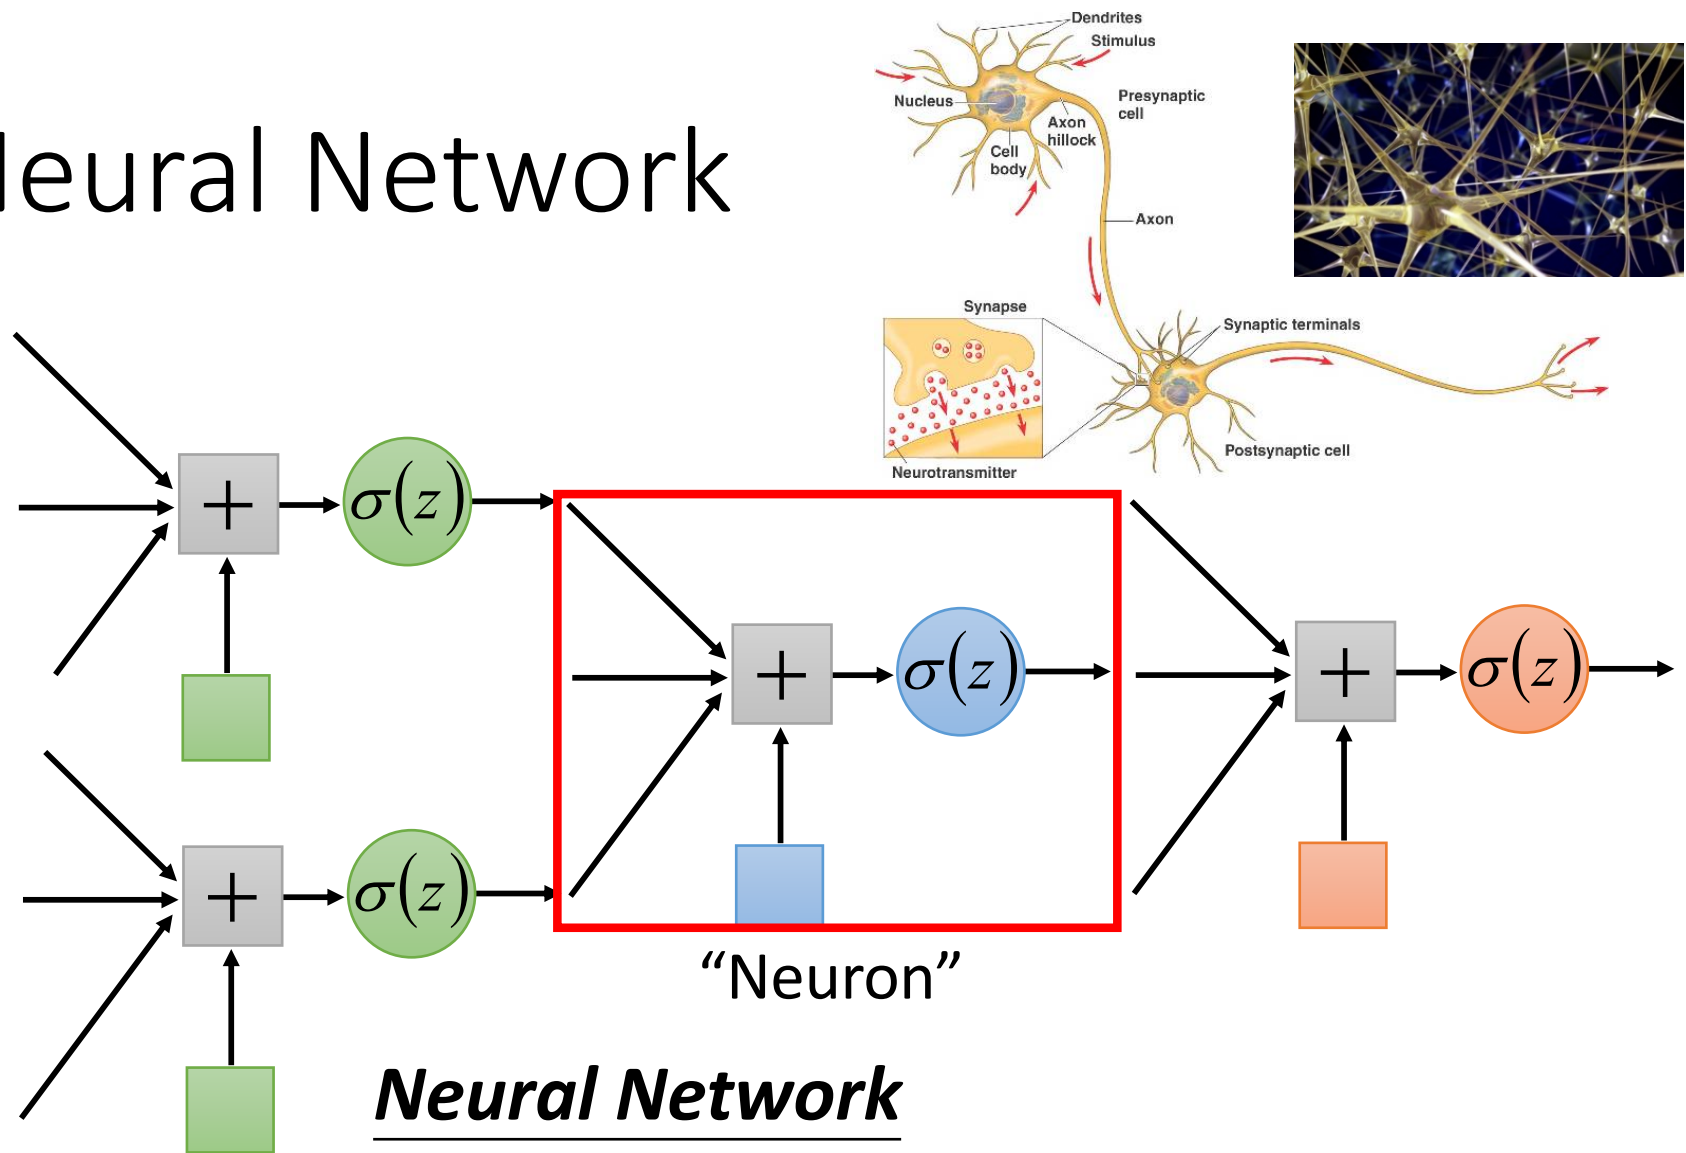 eural Network
Dendrites
Stimulus
Nucleus
Presynaptic
cell
Axon
hillock
Cell
body
Axon
Synapse
Synaptic terminals
Neurotransmitter
Postsynaptic cell
+
σ(z)
+
σ(z)
+
σ(z)
+
σ(z)
“Neuron”
Neural Network